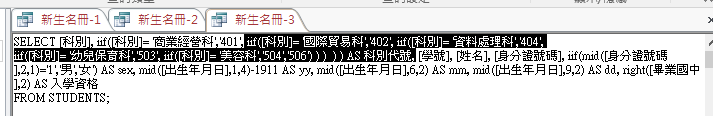 新生名冊-1 新生名冊-2 新生名冊-3
SELECT [科別], iif([科別]= '商業經營科','401', iif([科別]= '國際貿易科','402', iif([科別]= '資料處理科','404',
iif([科別]= '幼兒保育科','503', iif([科別]= '美容科','504','506') ) ) ) ) AS 科別代號, [學號], [姓名], [身分證號碼], iif(mid([身分證號碼
],2,1)='1','男','女') AS sex, mid([出生年月日],1,4)-1911 AS yy, mid([出生年月日],6,2) AS mm, mid([出生年月日],9,2) AS dd, right([畢業國中
],2) AS 入學資格
FROM STUDENTS;